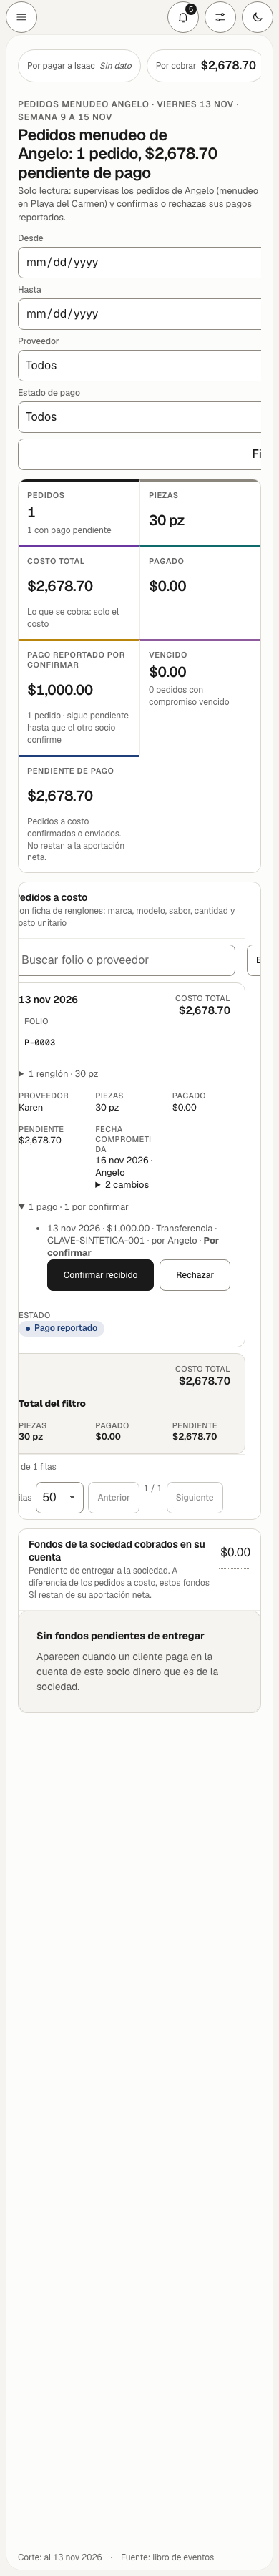 5
Por pagar a Isaac Sin dato
Por cobrar $2,678.70
PEDIDOS MENUDEO ANGELO · VIERNES 13 NOV ·
SEMANA 9 A 15 NOV
Pedidos menudeo de
Angelo: 1 pedido, $2,678.70
pendiente de pago
Solo lectura: supervisas los pedidos de Angelo (menudeo
en Playa del Carmen) y confirmas o rechazas sus pagos
reportados.
Desde
mm/dd/yyyy
Hasta
mm/dd/yyyy
Proveedor
Todos
Estado de pago
Todos
Fi
PEDIDOS
1
1 con pago pendiente
PIEZAS
30 pz
COSTO TOTAL
$2,678.70
Lo que se cobra: solo el
costo
PAGADO
$0.00
PAGO REPORTADO POR
CONFIRMAR
$1,000.00
1 pedido · sigue pendiente
hasta que el otro socio
confirme
VENCIDO
$0.00
0 pedidos con
compromiso vencido
PENDIENTE DE PAGO
$2,678.70
Pedidos a costo
confirmados o enviados.
No restan a la aportación
neta.
Pedidos a costo
on ficha de renglones: marca, modelo, sabor, cantidad y
osto unitario
Buscar folio o proveedor
E
13 nov 2026
COSTO TOTAL
$2,678.70
FOLIO
P-0003
1 renglón · 30 pz
PROVEEDOR
Karen
PIEZAS
30 pz
PAGADO
$0.00
PENDIENTE
$2,678.70
FECHA
COMPROMETI
DA
16 nov 2026 ·
Angelo
2 cambios
1 pago · 1 por confirmar
13 nov 2026 · $1,000.00 · Transferencia ·
CLAVE-SINTETICA-001 · por Angelo · Por
confirmar
Confirmar recibido
Rechazar
ESTADO
Pago reportado
COSTO TOTAL
$2,678.70
Total del filtro
PIEZAS
30 pz
PAGADO
$0.00
PENDIENTE
$2,678.70
de 1 filas
ilas
50
Anterior
1 / 1
Siguiente
Fondos de la sociedad cobrados en su
cuenta
$0.00
Pendiente de entregar a la sociedad. A
diferencia de los pedidos a costo, estos fondos
SÍ restan de su aportación neta.
Sin fondos pendientes de entregar
Aparecen cuando un cliente paga en la
cuenta de este socio dinero que es de la
sociedad.
Corte: al 13 nov 2026 · Fuente: libro de eventos